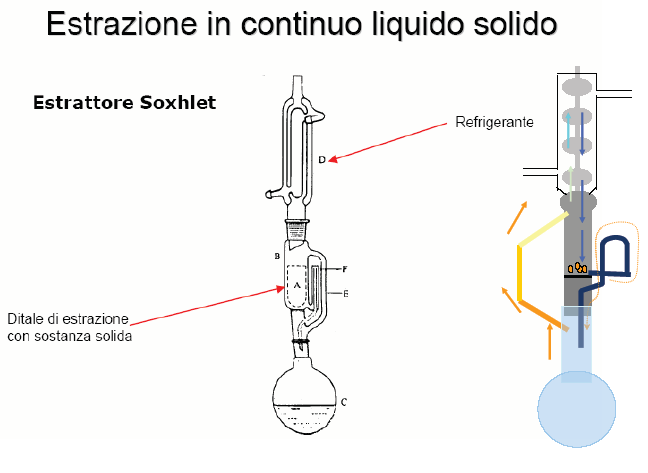 Estrazione in continuo liquido solido
Estrattore Soxhlet
Refrigerante
D
B
F
A
E
Ditale di estrazione
con sostanza solida
C